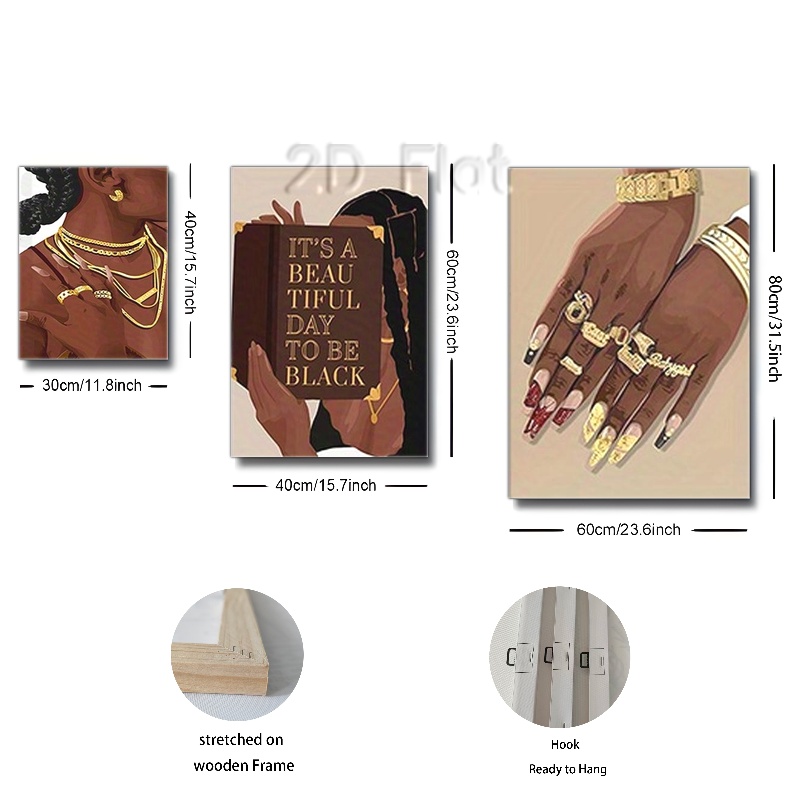 2D Flat
40cm/15.7inch
30cm/11.8inch
IT'S A
BEAU
TIFUL
DAY
TO BE
BLACK
60cm/23.6inch
40cm/15.7inch
80cm/31.5inch
60cm/23.6inch
stretched on
wooden Frame
Hook
Ready to Hang